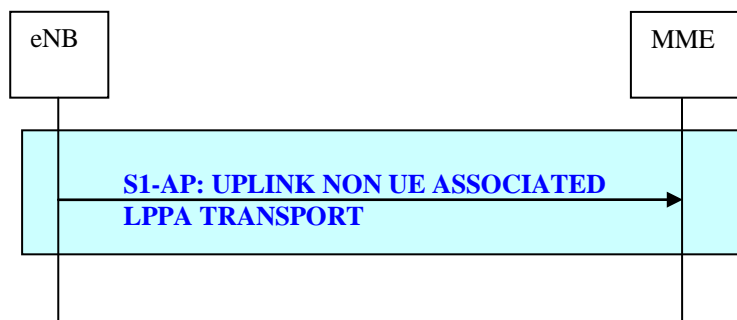 eNB
MME
S1-AP: UPLINK NON UE ASSOCIATED
LPPA TRANSPORT